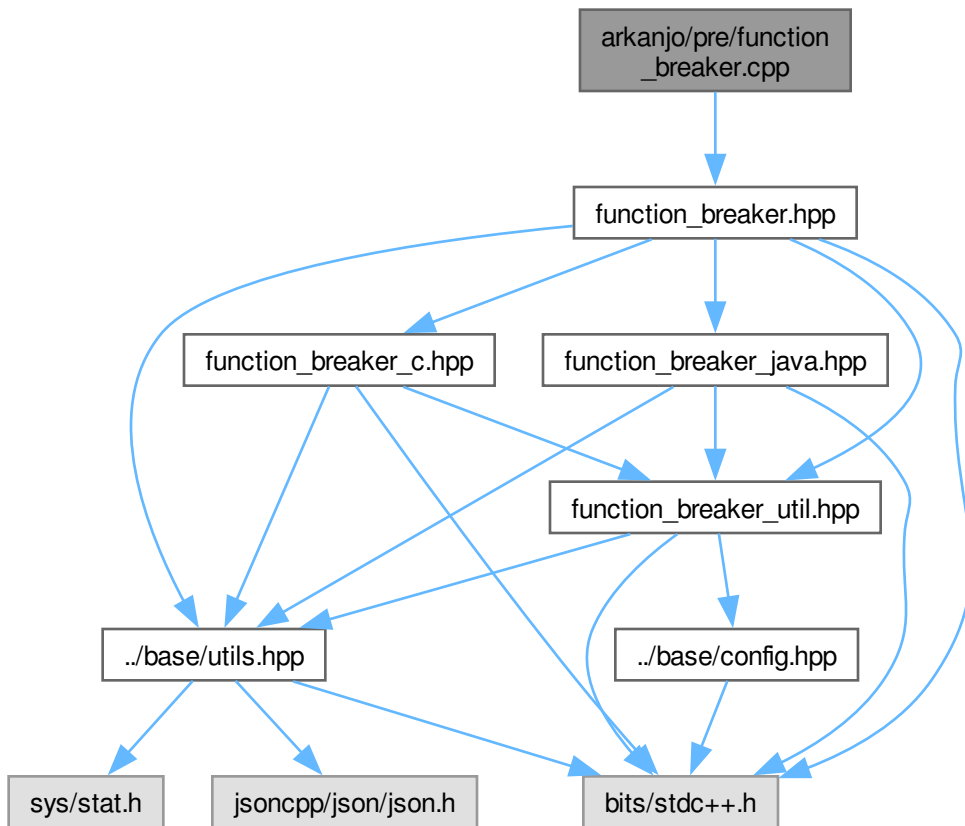 arkanjo/pre/function
_breaker.cpp
function_breaker.hpp
function_breaker_c.hpp
function_breaker_java.hpp
function_breaker_util.hpp
../base/utils.hpp
../base/config.hpp
sys/stat.h
jsoncpp/json/json.h
bits/stdc++.h